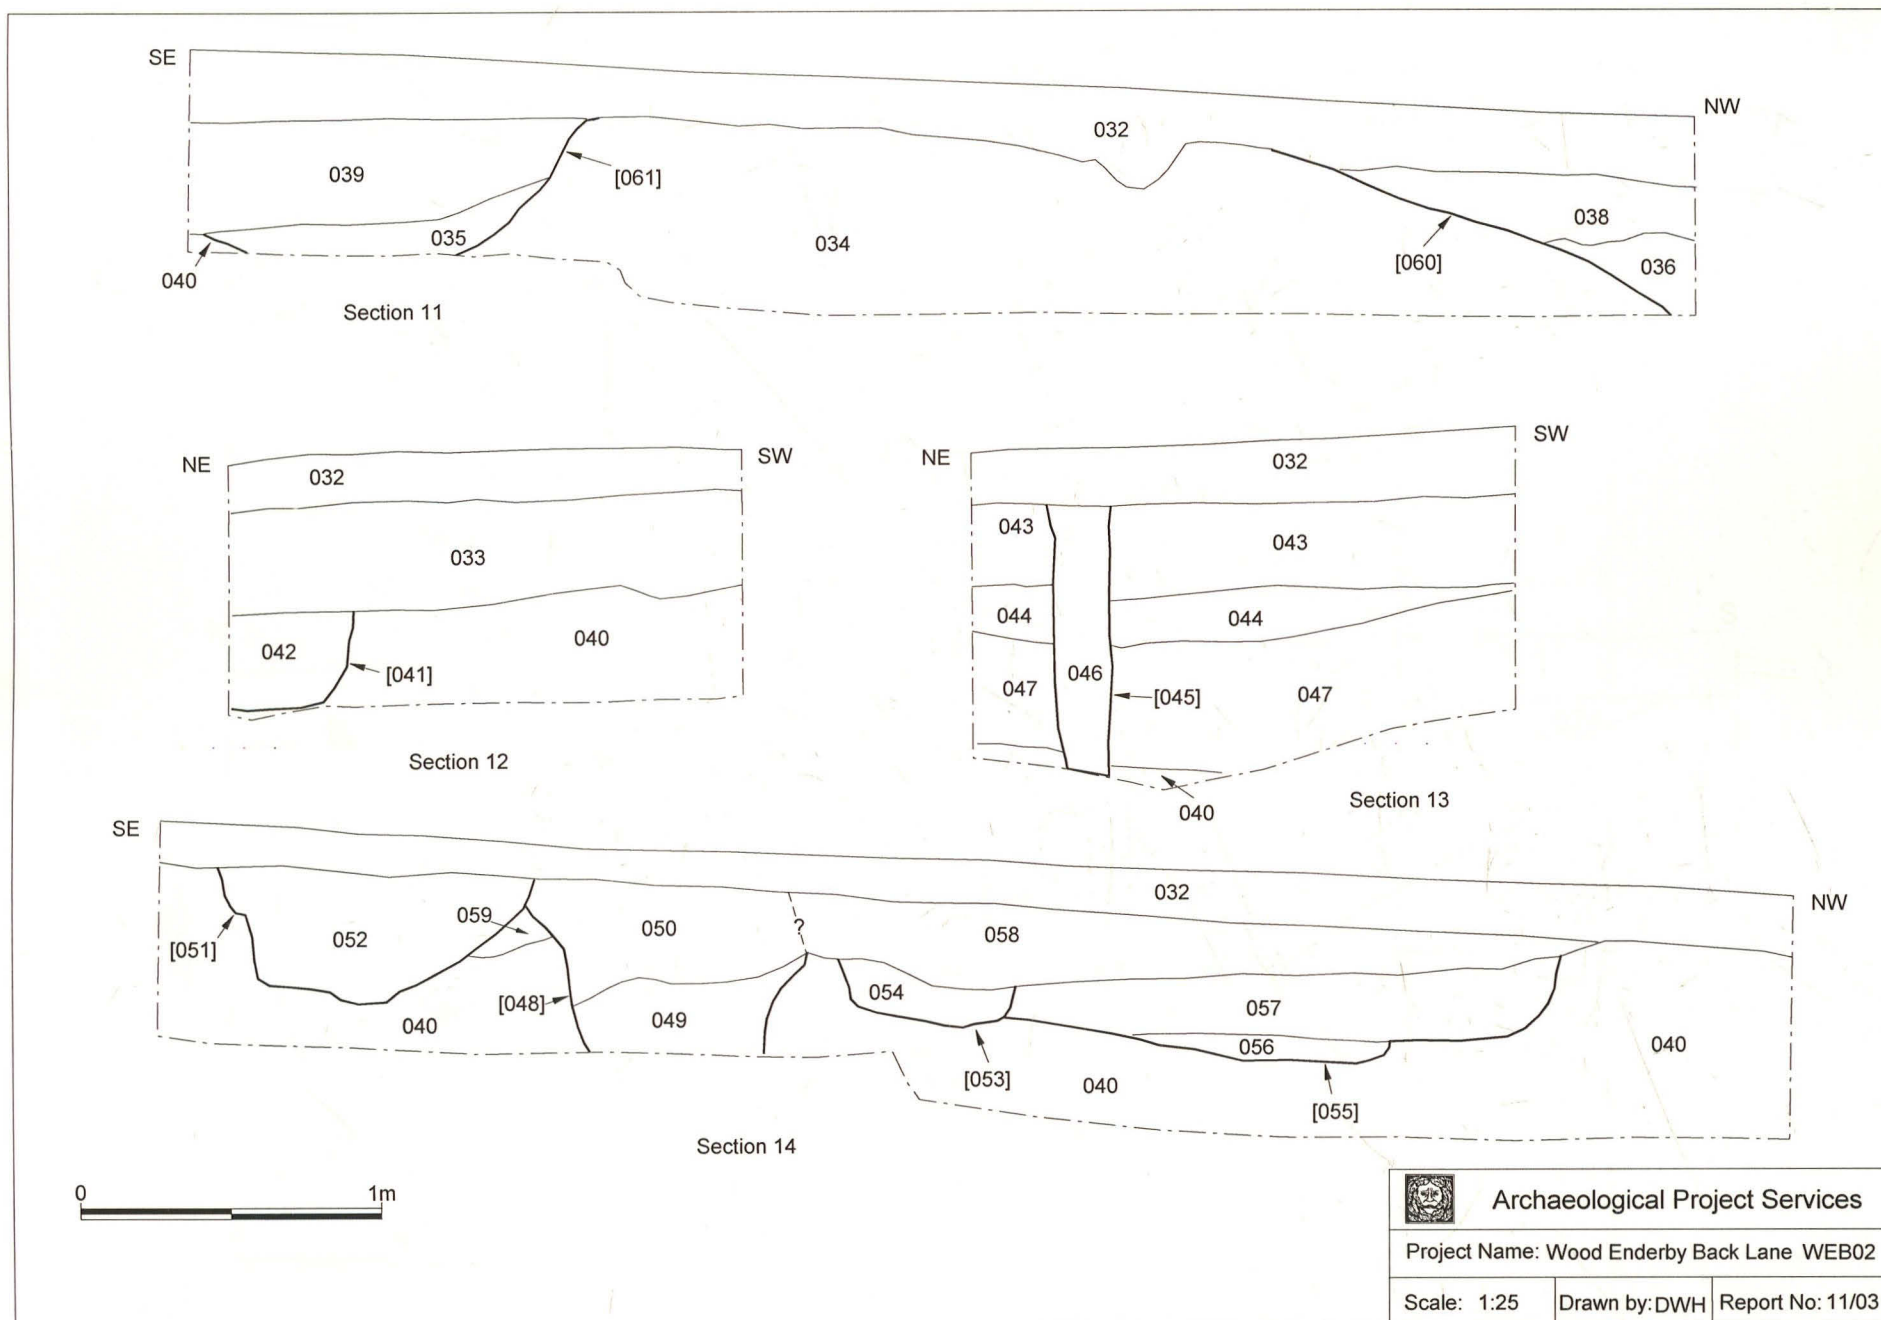 SE
NW
032
039
[061]
035
034
038
[060]
036
040
Section 11
NE
SW
032
033
042
040
[041]
Section 12
NE
SW
032
043
043
044
044
046
047
[045]
047
040
Section 13
SE
NW
032
059
052
050
058
[051]
054
[048]
049
057
040
056
040
[053]
040
[055]
?
Section 14
0
1m
Archaeological Project Services
Project Name: Wood Enderby Back Lane WEB02
Scale: 1:25 Drawn by: DWH Report No: 11/03